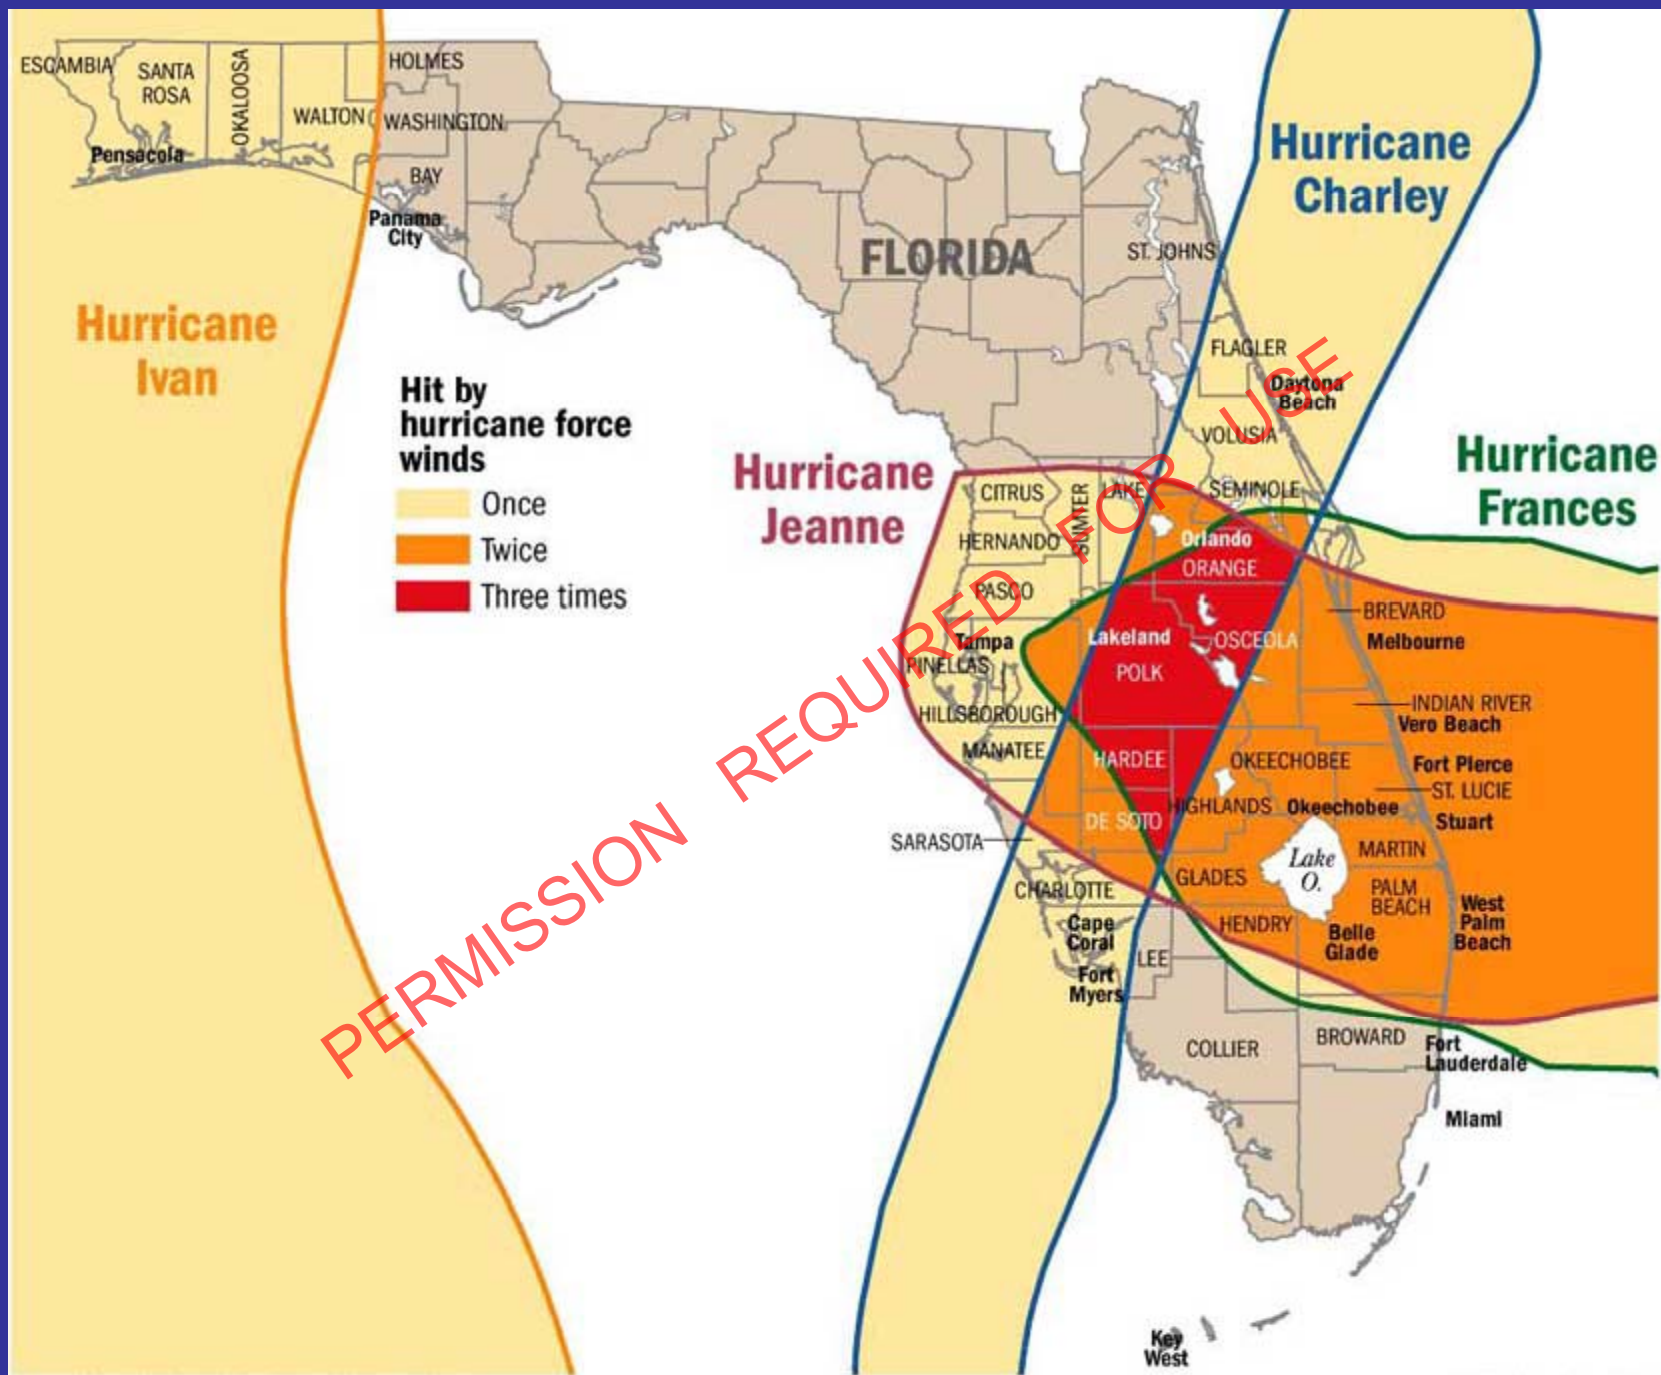 ESCAMBIA
SANTA
ROSA
OKALOOSA
WALTON
HOLMES
WASHINGTON
Pensacola
BAY
Panama
City
Hurricane
Ivan
Hit by
hurricane force
winds
Once
Twice
Three times
FLORIDA
ST. JOHNS
Hurricane
Charley
FLAGLER
Daytona
Beach
VOLUSIA
Hurricane
Jeanne
Hurricane
Frances
CITRUS
SUMTER
LAKE
SEMINOLE
HERNANDO
Orlando
ORANGE
PASCO
BREVARD
Melbourne
Tampa
Lakeland
OSCEOLA
PINELLAS
POLK
INDIAN RIVER
Vero Beach
HILLSBOROUGH
MANATEE
HARDEE
OKEECHOBEE
Fort Pierce
ST. LUCIE
HIGHLANDS
Okeechobee
Stuart
DE SOTO
SARASOTA
Lake
O.
MARTIN
GLADES
CHARLOTTE
PALM
BEACH
West
Palm
Beach
Cape
Coral
HENDRY
Belle
Glade
LEE
Fort
Myers
COLLIER
BROWARD
Fort
Lauderdale
Miami
Key
West
PERMISSION REQUIRED FOR USE